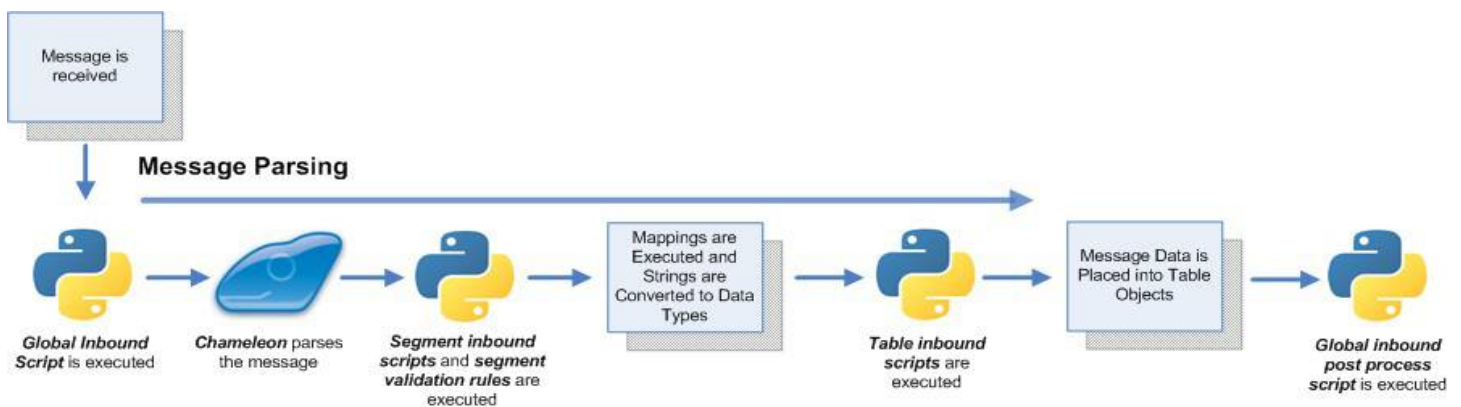 Message is
received
Message Parsing
Global Inbound
Script is executed
Chameleon parses
the message
Segment inbound
scripts and segment
validation rules are
executed
Mappings are
Executed and
Strings are
Converted to Data
Types
Table inbound
scripts are
executed
Message Data is
Placed into Table
Objects
Global inbound
post process
script is executed